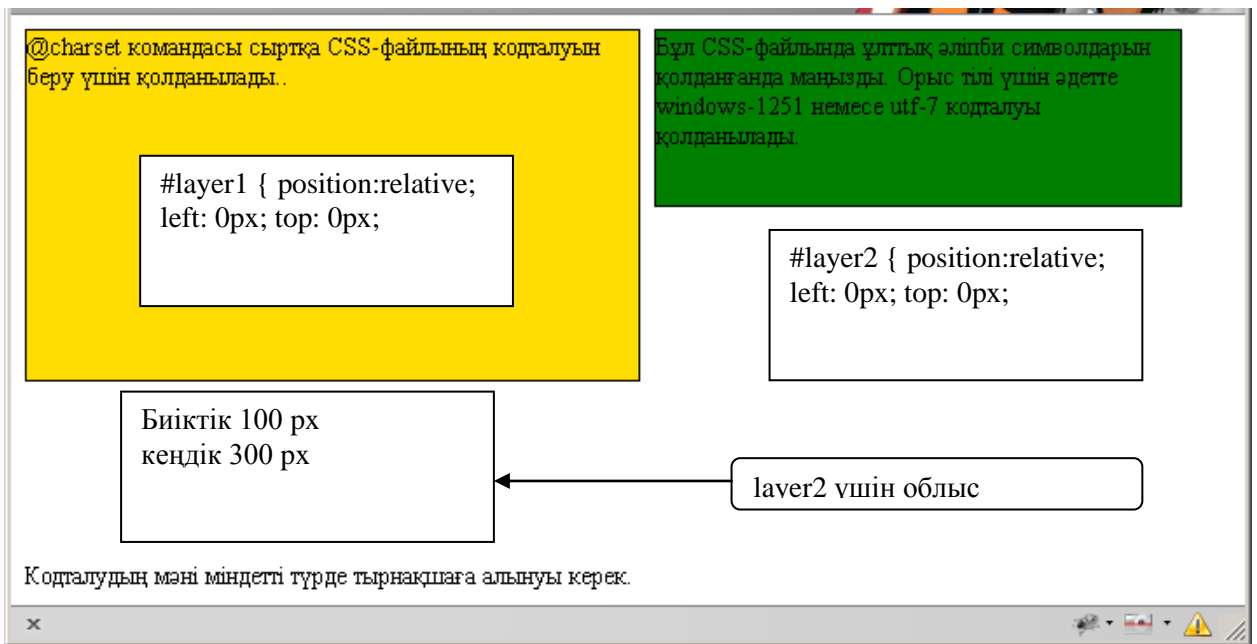 @charset командасы сыртқа CSS-файлының кодталуын
беру үшін қолданылады..
Бұл CSS-файлында ұлттық әліпби символдарын
қолданғанда маңызды. Орыс тілі үшін әдетте
windows-1251 немесе utf-7 кодталуы
қолданылады.
#layer1 { position:relative;
left: 0px; top: 0px;
#layer2 { position:relative;
left: 0px; top: 0px;
Биіктік 100 px
кеңдік 300 px
layer2 үшін облыс
Кодталудың мәні міндетті түрде тырнақшаға алынуы керек.